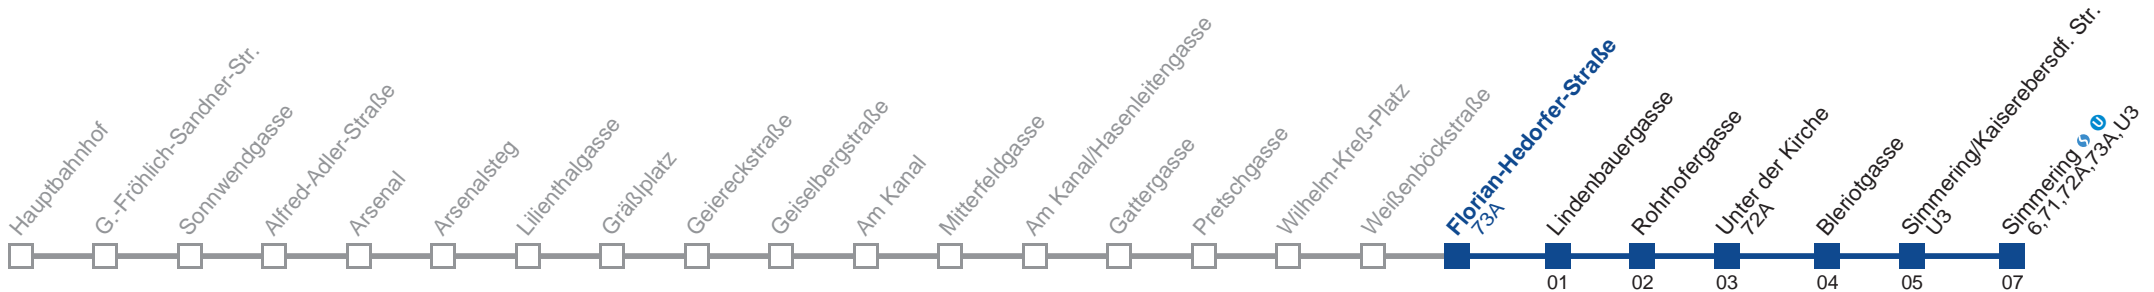 Hauptbahnhof
G.-Fröhlich-Sandner-Str.
Sonnwendgasse
Alfred-Adler-Straße
Arsenal
Arsenalsteg
Lilienthalgasse
Gräßlplatz
Geiereckstraße
Geiselbergstraße
Am Kanal
Mitterfeldgasse
Am Kanal/Hasenleitengasse
Gattergasse
Pretschgasse
Wilhelm-Kreß-Platz
Weißenböckstraße
Florian-Hedorfer-Straße
73A
Lindenbauergasse
Rohrhofergasse
Unter der Kirche
72A
Bleriotgasse
Simmering/Kaiserebersdf. Str.
U3
Simmering S U
6,71,72A,73A,U3
01 02 03 04 05 07